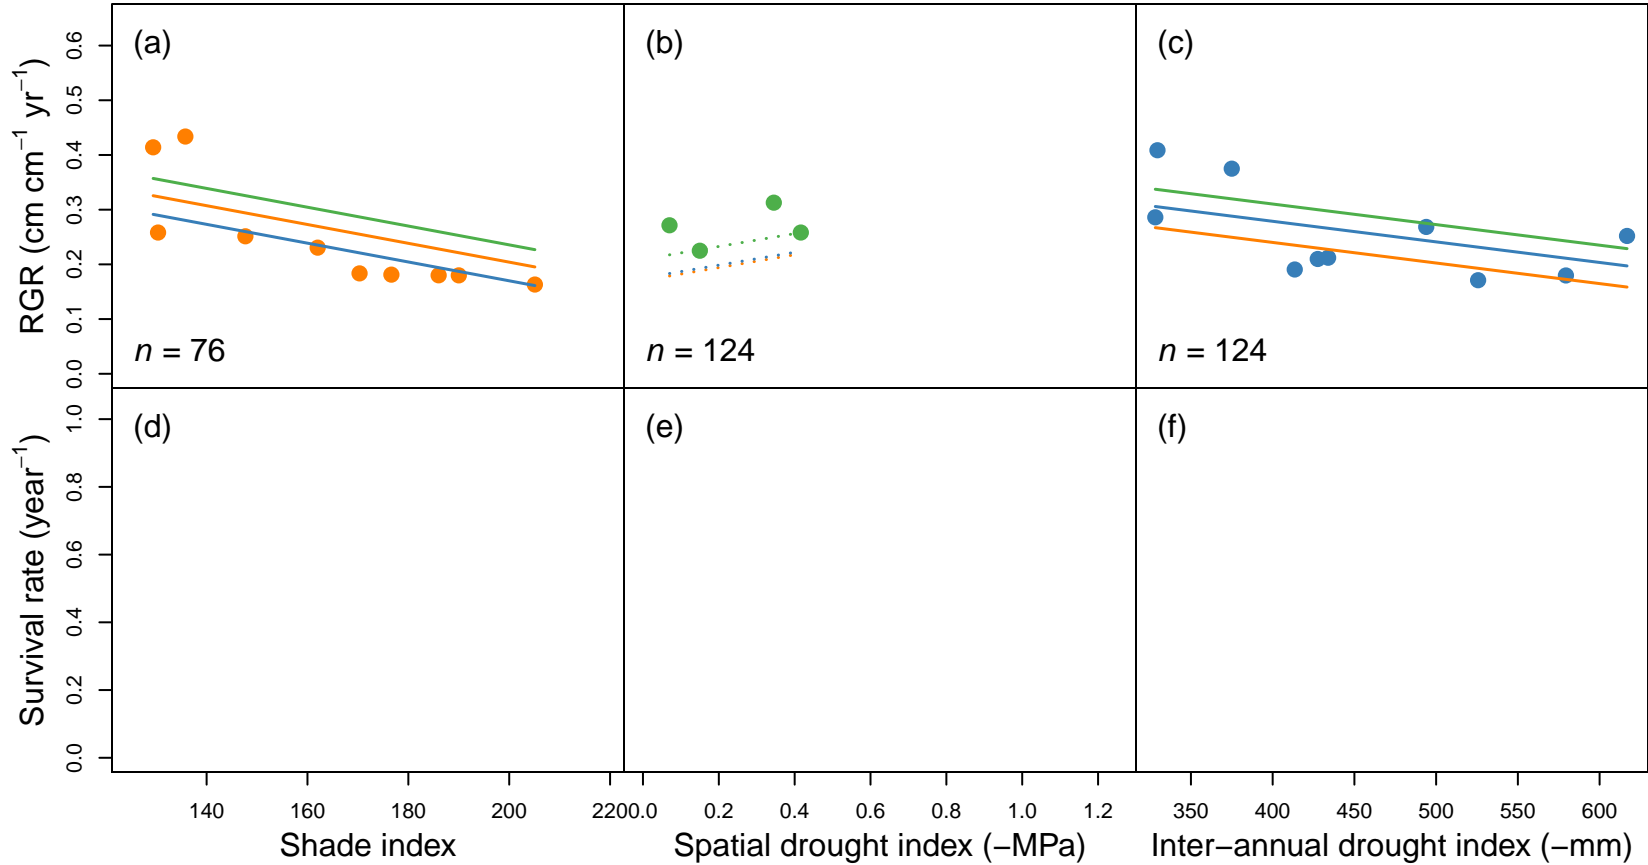 (a)
(b)
(c)
RGR (cm cm⁻¹ yr⁻¹)
0.6
0.5
0.4
0.3
0.2
0.1
0.0
n = 76
n = 124
n = 124
(d)
(e)
(f)
Survival rate (year⁻¹)
1.0
0.8
0.6
0.4
0.2
0.0
140 160 180 200 220
0.0 0.2 0.4 0.6 0.8 1.0 1.2
350 400 450 500 550 600
Shade index
Spatial drought index (−MPa)
Inter−annual drought index (−mm)